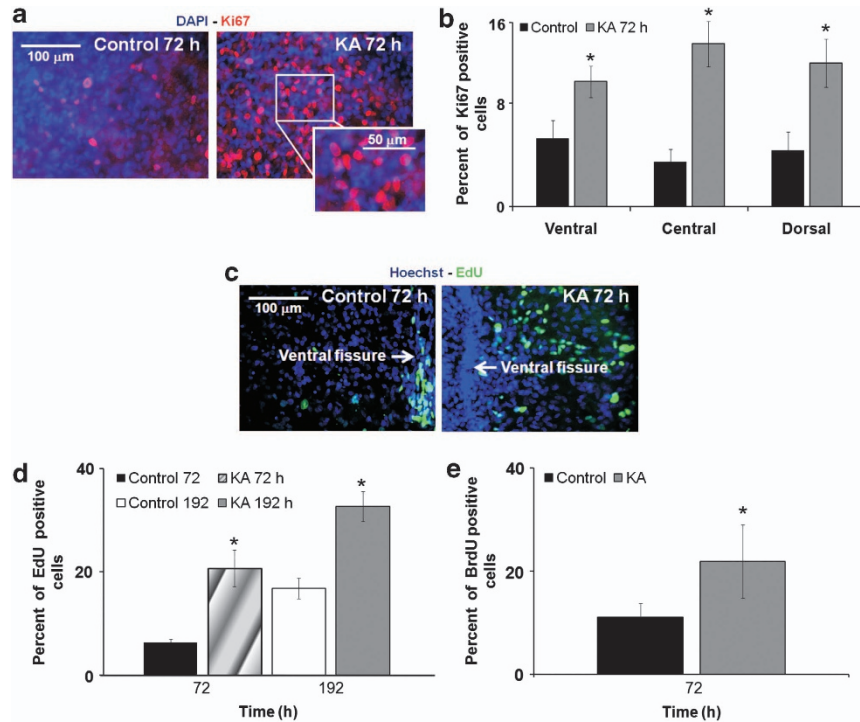 a
DAPI - Ki67
100 μm
Control 72 h
KA 72 h
50 μm
b
Control KA 72 h
Percent of Ki67 positive
cells
16
8
0
* * *
Ventral Central Dorsal
c
Hoechst - EdU
100 μm
Control 72 h
Ventral fissure
KA 72 h
Ventral fissure
d
Control 72 KA 72 h
Control 192 KA 192 h
Percent of EdU positive
cells
40
20
0
* *
72 192
Time (h)
e
Control KA
Percent of BrdU positive
cells
40
20
0
*
72
Time (h)